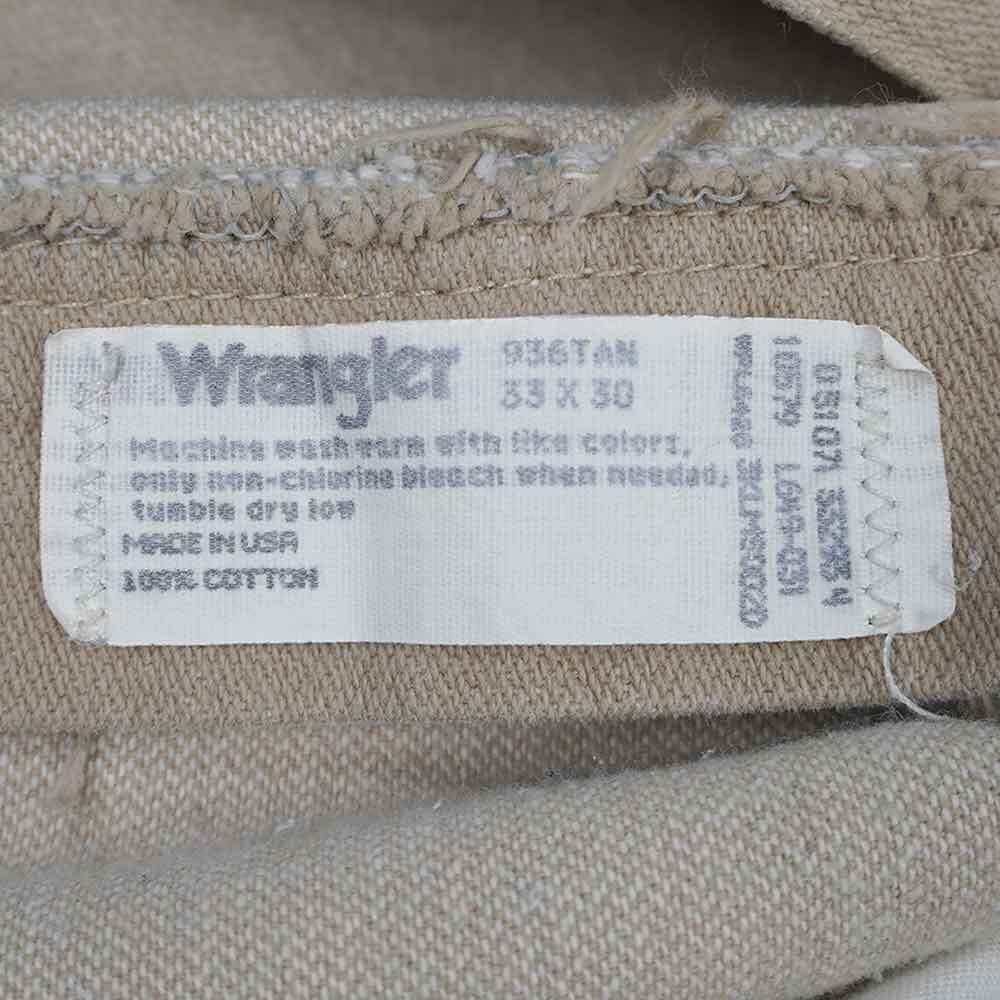 Wrangler
936TAN
33 X 30
Machine wash warm with like colors,
only non-chlorine bleach when needed,
tumble dry low
MADE IN USA
100% COTTON
10579